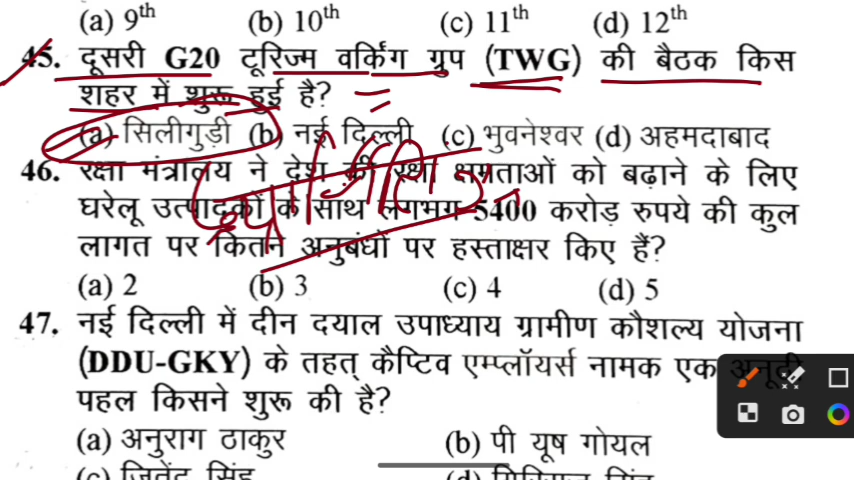 (a) 9th (b) 10th (c) 11th (d) 12th
45. दूसरी G20 टूरिज्म वर्किंग ग्रुप (TWG) की बैठक किस
शहर में शुरू हुई है?
(a) सिलीगुड़ी (b) नई दिल्ली (c) भुवनेश्वर (d) अहमदाबाद
46. रक्षा मंत्रालय ने देश की रक्षा क्षमताओं को बढ़ाने के लिए
घरेलू उत्पादकों के साथ लगभग 5400 करोड़ रुपये की कुल
लागत पर कितने अनुबंधों पर हस्ताक्षर किए हैं?
(a) 2 (b) 3 (c) 4 (d) 5
47. नई दिल्ली में दीन दयाल उपाध्याय ग्रामीण कौशल्य योजना
(DDU-GKY) के तहत् कैप्टिव एम्प्लॉयर्स नामक एक अनूठी
पहल किसने शुरू की है?
(a) अनुराग ठाकुर (b) पी यूष गोयल
(c) जितेंद्र सिंह (d) गिरिराज सिंह